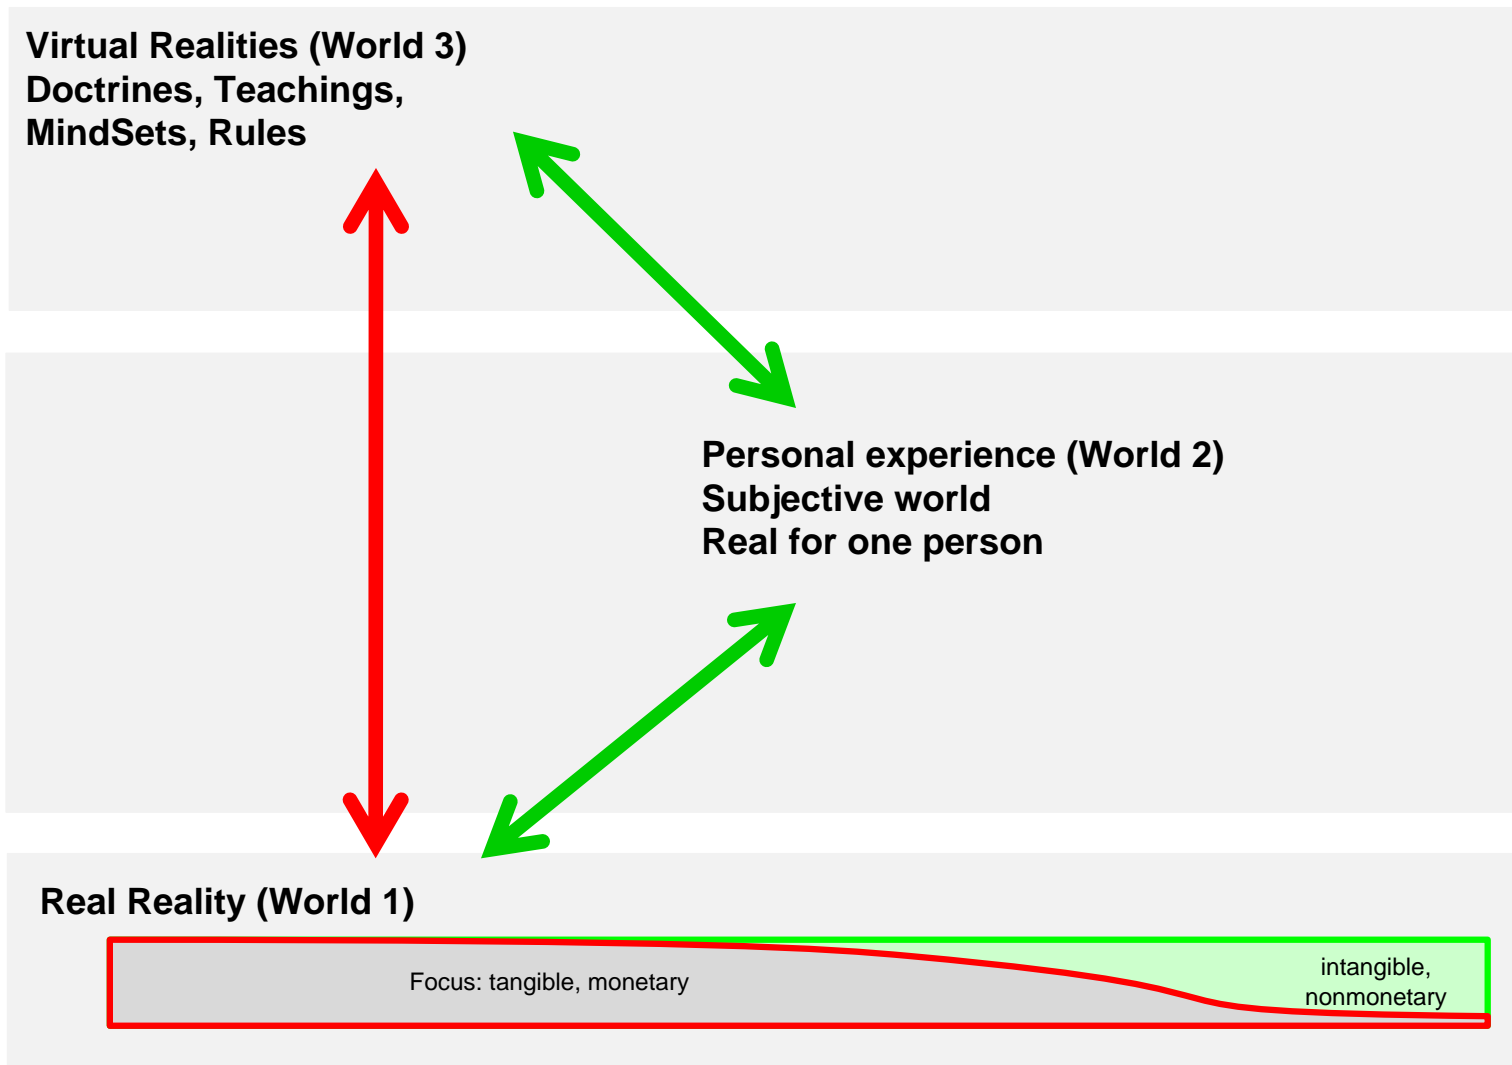 Virtual Realities (World 3)
Doctrines, Teachings,
MindSets, Rules
Personal experience (World 2)
Subjective world
Real for one person
Real Reality (World 1)
Focus: tangible, monetary
intangible,
nonmonetary